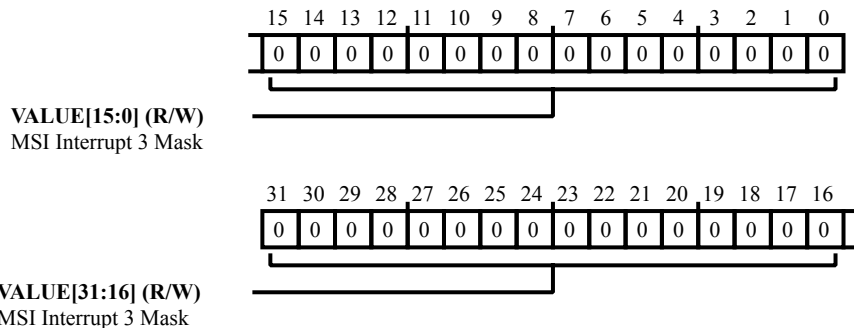 15 14 13 12 11 10 9 8 7 6 5 4 3 2 1 0
0 0 0 0 0 0 0 0 0 0 0 0 0 0 0 0
VALUE[15:0] (R/W)
MSI Interrupt 3 Mask
31 30 29 28 27 26 25 24 23 22 21 20 19 18 17 16
0 0 0 0 0 0 0 0 0 0 0 0 0 0 0 0
VALUE[31:16] (R/W)
MSI Interrupt 3 Mask